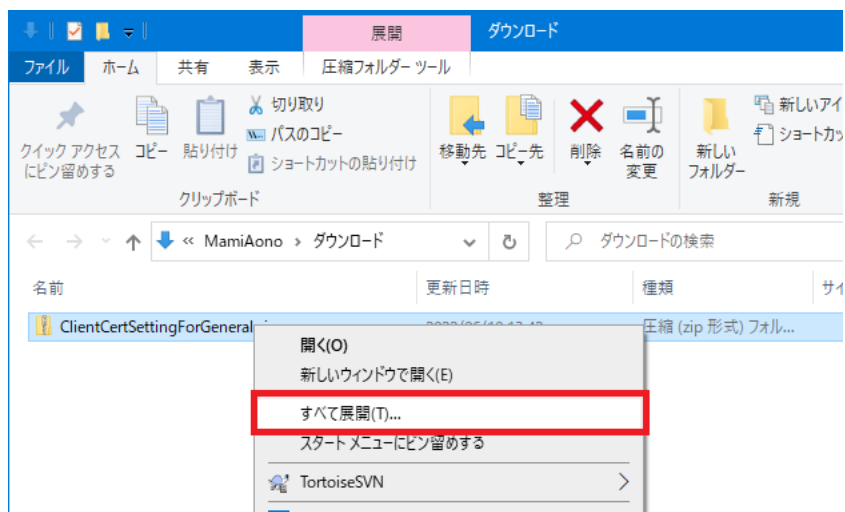 展開
ダウンロード
ファイル
ホーム
共有
表示
圧縮フォルダー ツール
クイック アクセス
にピン留めする
コピー
貼り付け
切り取り
パスのコピー
ショートカットの貼り付け
クリップボード
移動先
コピー先
削除
名前の
変更
整理
新しい
フォルダー
新しいアイ
ショートカッ
新規
« MamiAono › ダウンロード
ダウンロードの検索
名前
更新日時
種類
サイ
ClientCertSettingForGeneral
圧縮 (zip 形式) フォル...
開く(O)
新しいウィンドウで開く(E)
すべて展開(T)...
スタート メニューにピン留めする
TortoiseSVN